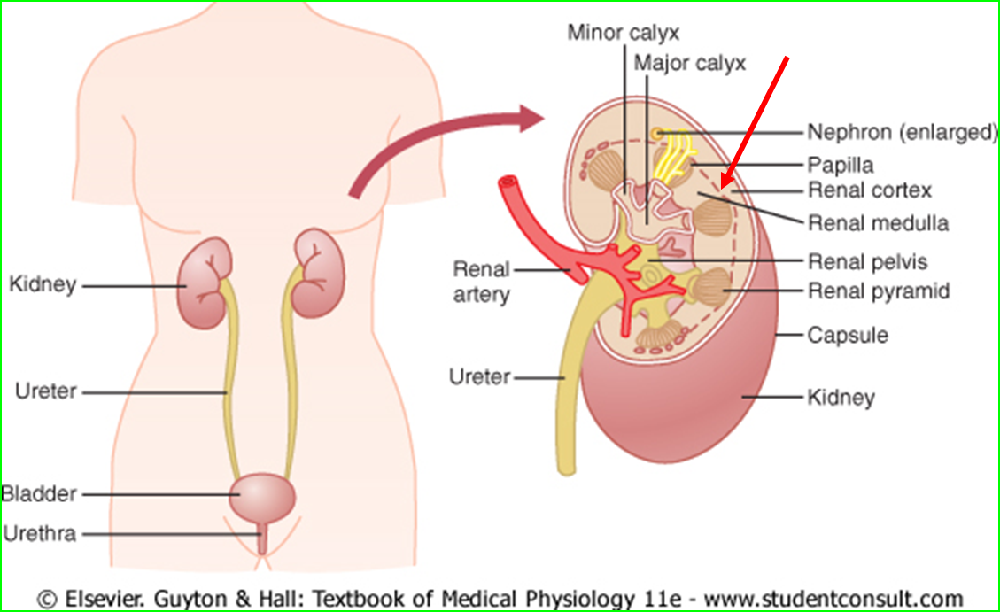 Minor calyx
Major calyx
Nephron (enlarged)
Papilla
Renal cortex
Renal medulla
Renal pelvis
Renal
artery
Renal pyramid
Capsule
Ureter
Kidney
Kidney
Ureter
Bladder
Urethra
© Elsevier. Guyton & Hall: Textbook of Medical Physiology 11e - www.studentconsult.com